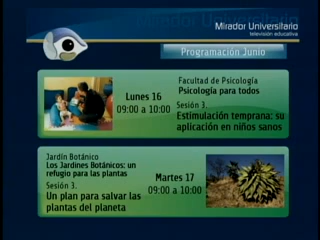 Mirador Universitario
Mirador Universitario
televisión educativa
Programación Junio
Lunes 16
09:00 a 10:00
Facultad de Psicología
Psicología para todos
Sesión 3.
Estimulación temprana: su
aplicación en niños sanos
Jardín Botánico
Los Jardines Botánicos: un
refugio para las plantas
Sesión 3.
Un plan para salvar las
plantas del planeta
Martes 17
09:00 a 10:00